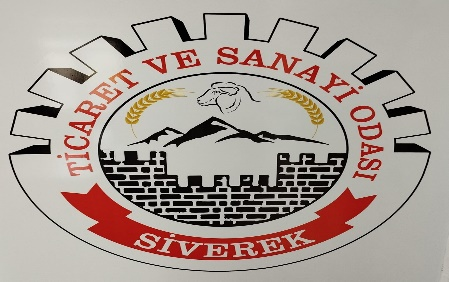 TİCARET VE SANAYİ ODASI
SİVEREK